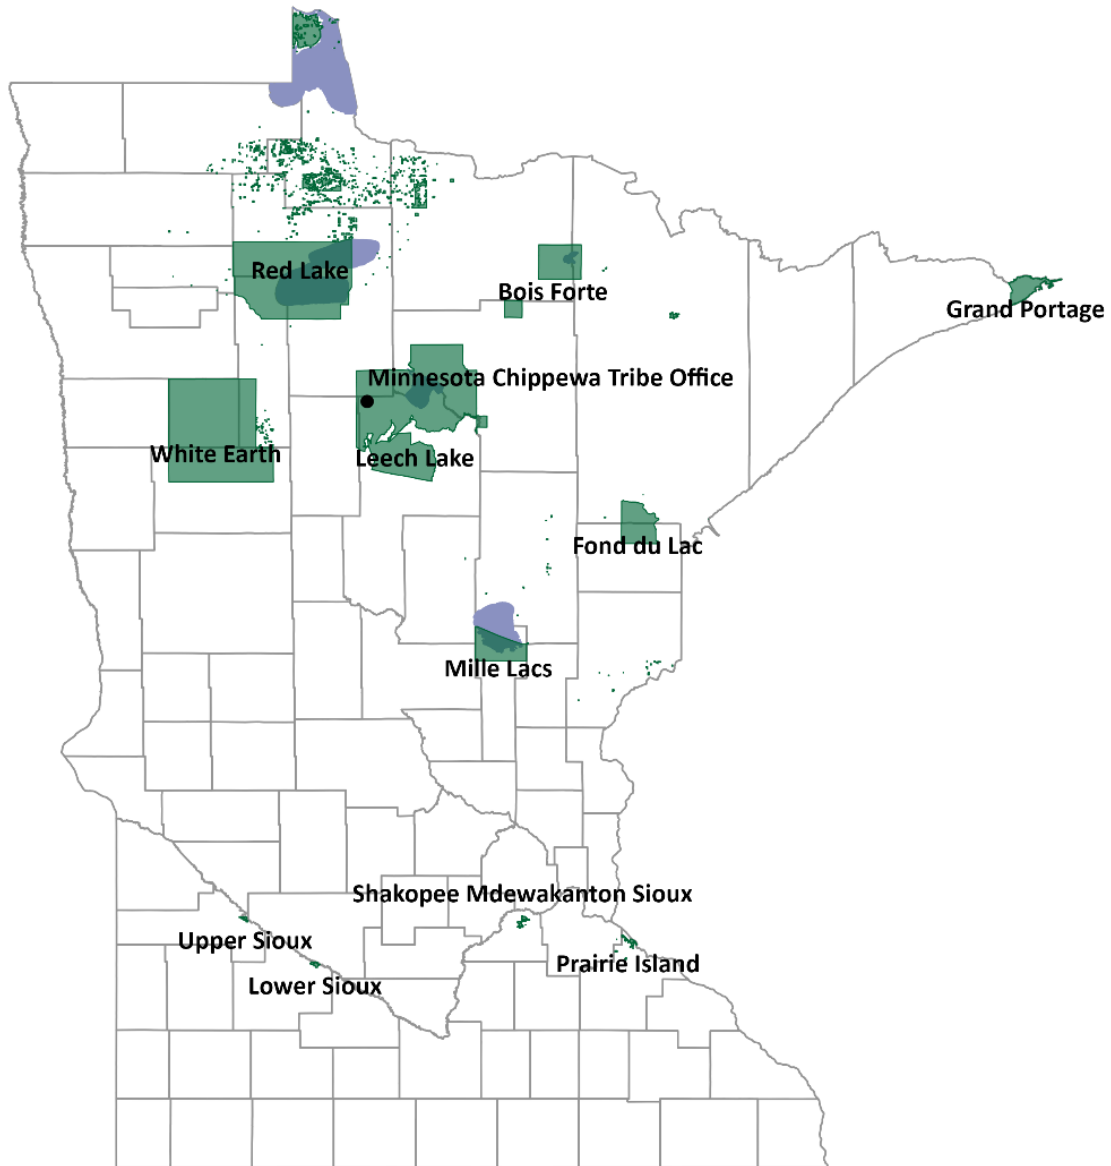 Red Lake
Bois Forte
Grand Portage
Minnesota Chippewa Tribe Office
White Earth
Leech Lake
Fond du Lac
Mille Lacs
Shakopee Mdewakanton Sioux
Upper Sioux
Prairie Island
Lower Sioux